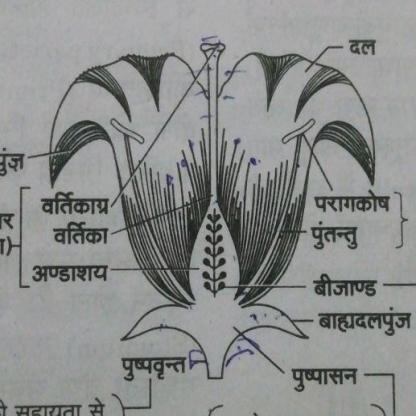 दल
पुंज
वर्तिकाग्र
परागकोष
वर्तिका
पुंतन्तु
अण्डाशय
बीजाण्ड
बाह्यदलपुंज
पुष्पवृन्त
पुष्पासन
सहायता से